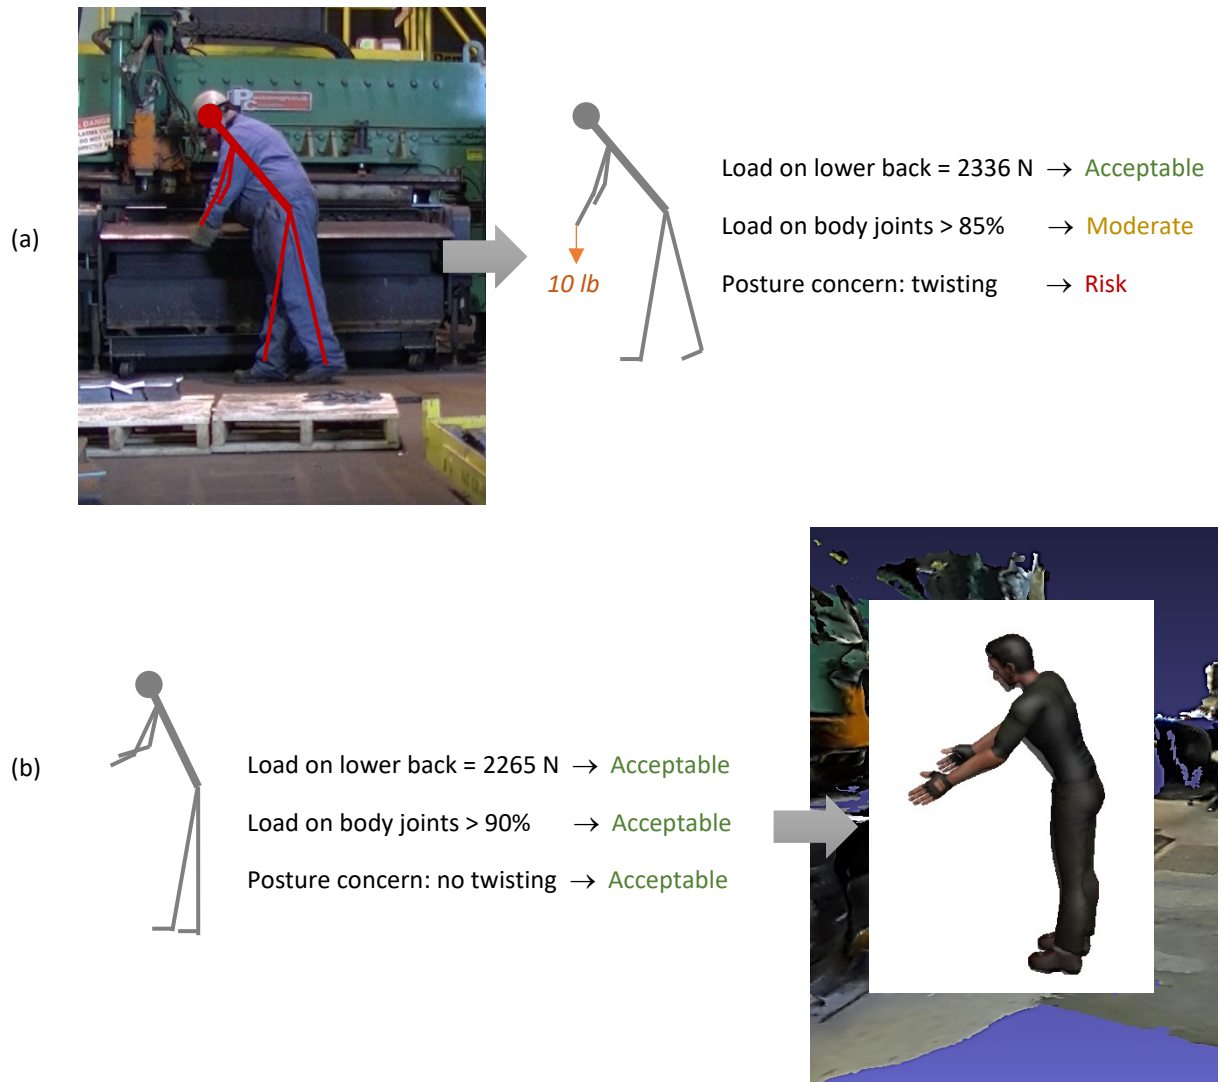 DANGER
(a)
Load on lower back = 2336 N → Acceptable
Load on body joints > 85% → Moderate
10 lb
Posture concern: twisting → Risk
(b)
Load on lower back = 2265 N → Acceptable
Load on body joints > 90% → Acceptable
Posture concern: no twisting → Acceptable